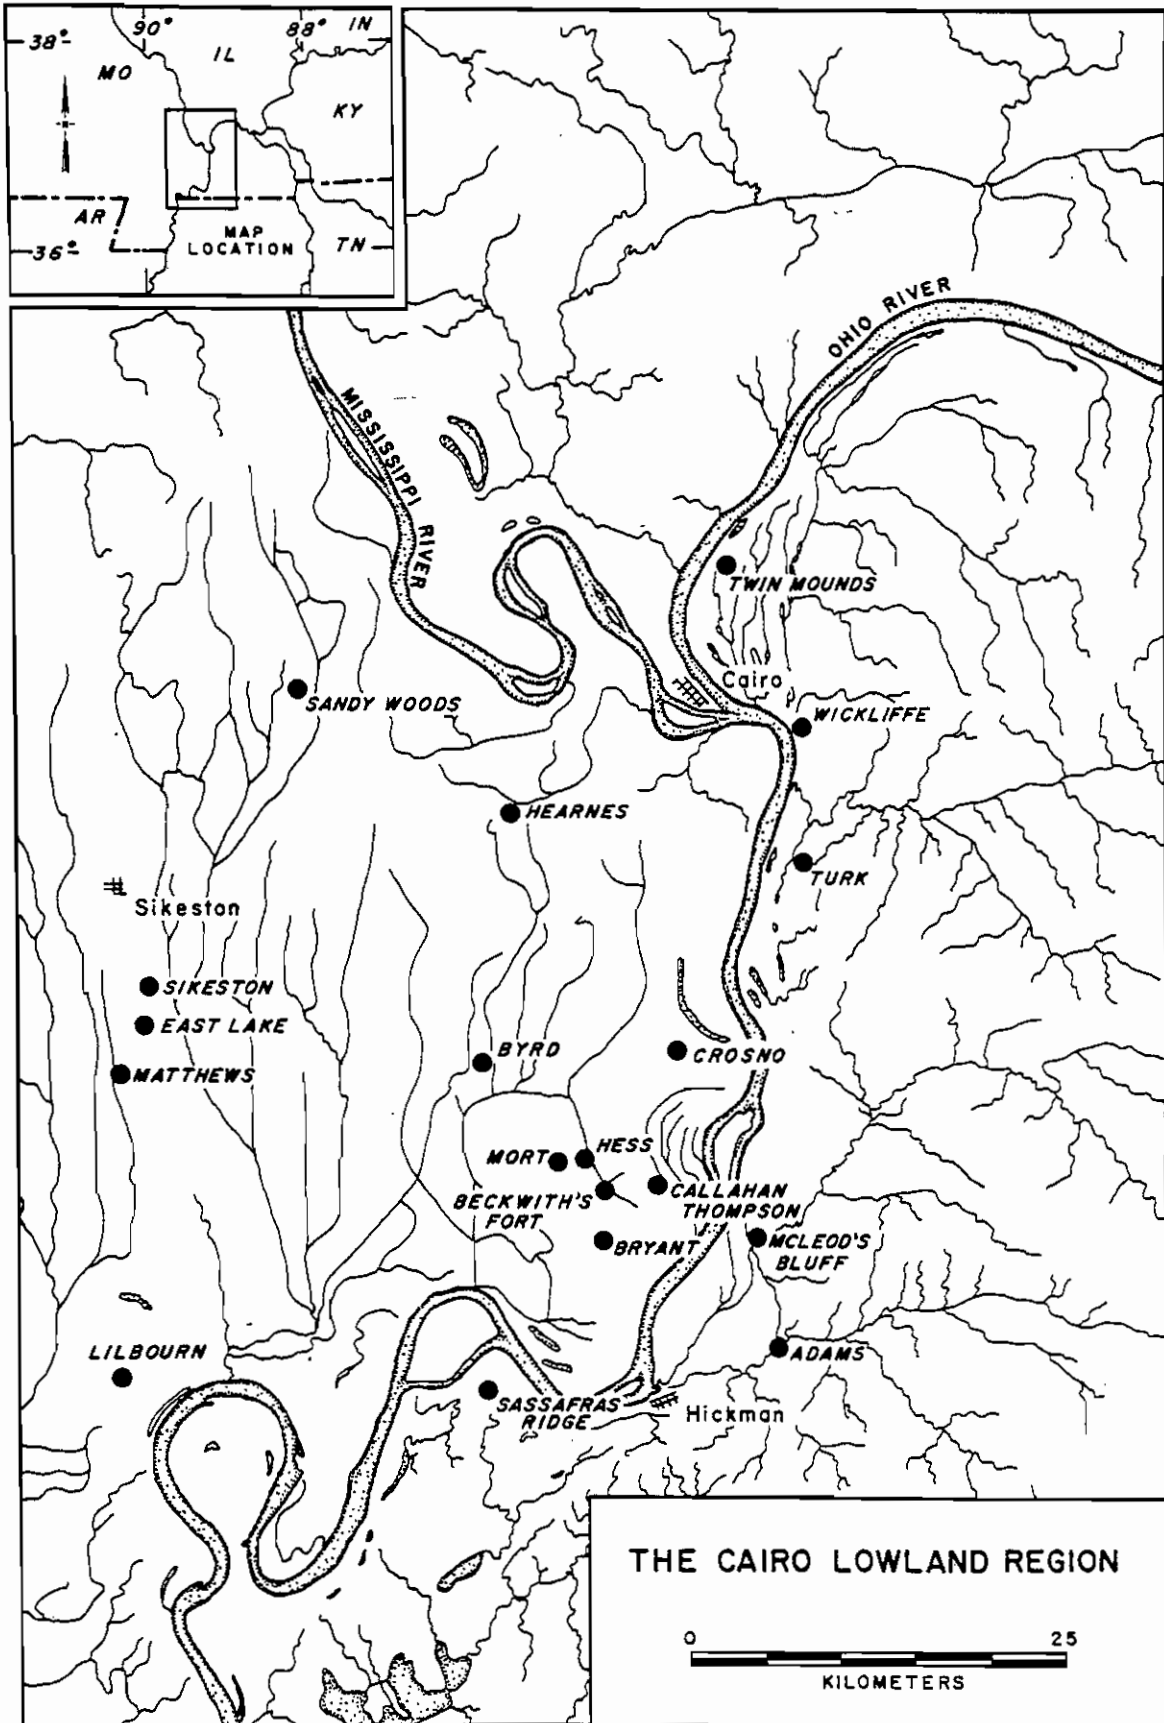 90° 88° IN
38° IL
MO
KY
AR
MAP
LOCATION
36° TN
OHIO RIVER
MISSISSIPPI RIVER
TWIN MOUNDS
Cairo
SANDY WOODS
WICKLIFFE
HEARNES
TURK
Sikeston
SIKESTON
EAST LAKE
BYRD
CROSNO
MATTHEWS
HESS
MORT
CALLAHAN
THOMPSON
BECKWITH'S
FORT
BRYANT
MCLEOD'S
BLUFF
LILBOURN
ADAMS
SASSAFRAS
RIDGE
Hickman
THE CAIRO LOWLAND REGION
0 25
KILOMETERS